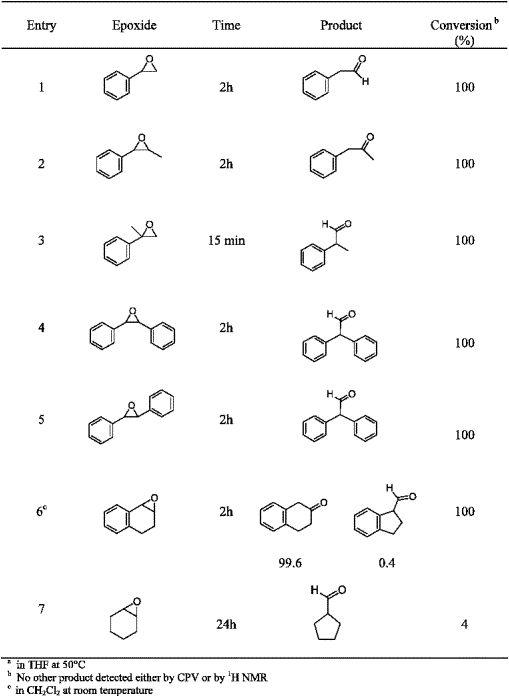 Entry Epoxide Time Product Conversion b
(%)
O O
1 2h H 100
O O
2 2h 100
O H O
3 15 min 100
O H O
4 2h 100
O H O
5 2h 100
O O H O
6c 2h 100
99.6 0.4
O H O
7 24h 4
a in THF at 50°C
b No other product detected either by CPV or by 1H NMR
c in CH2Cl2 at room temperature